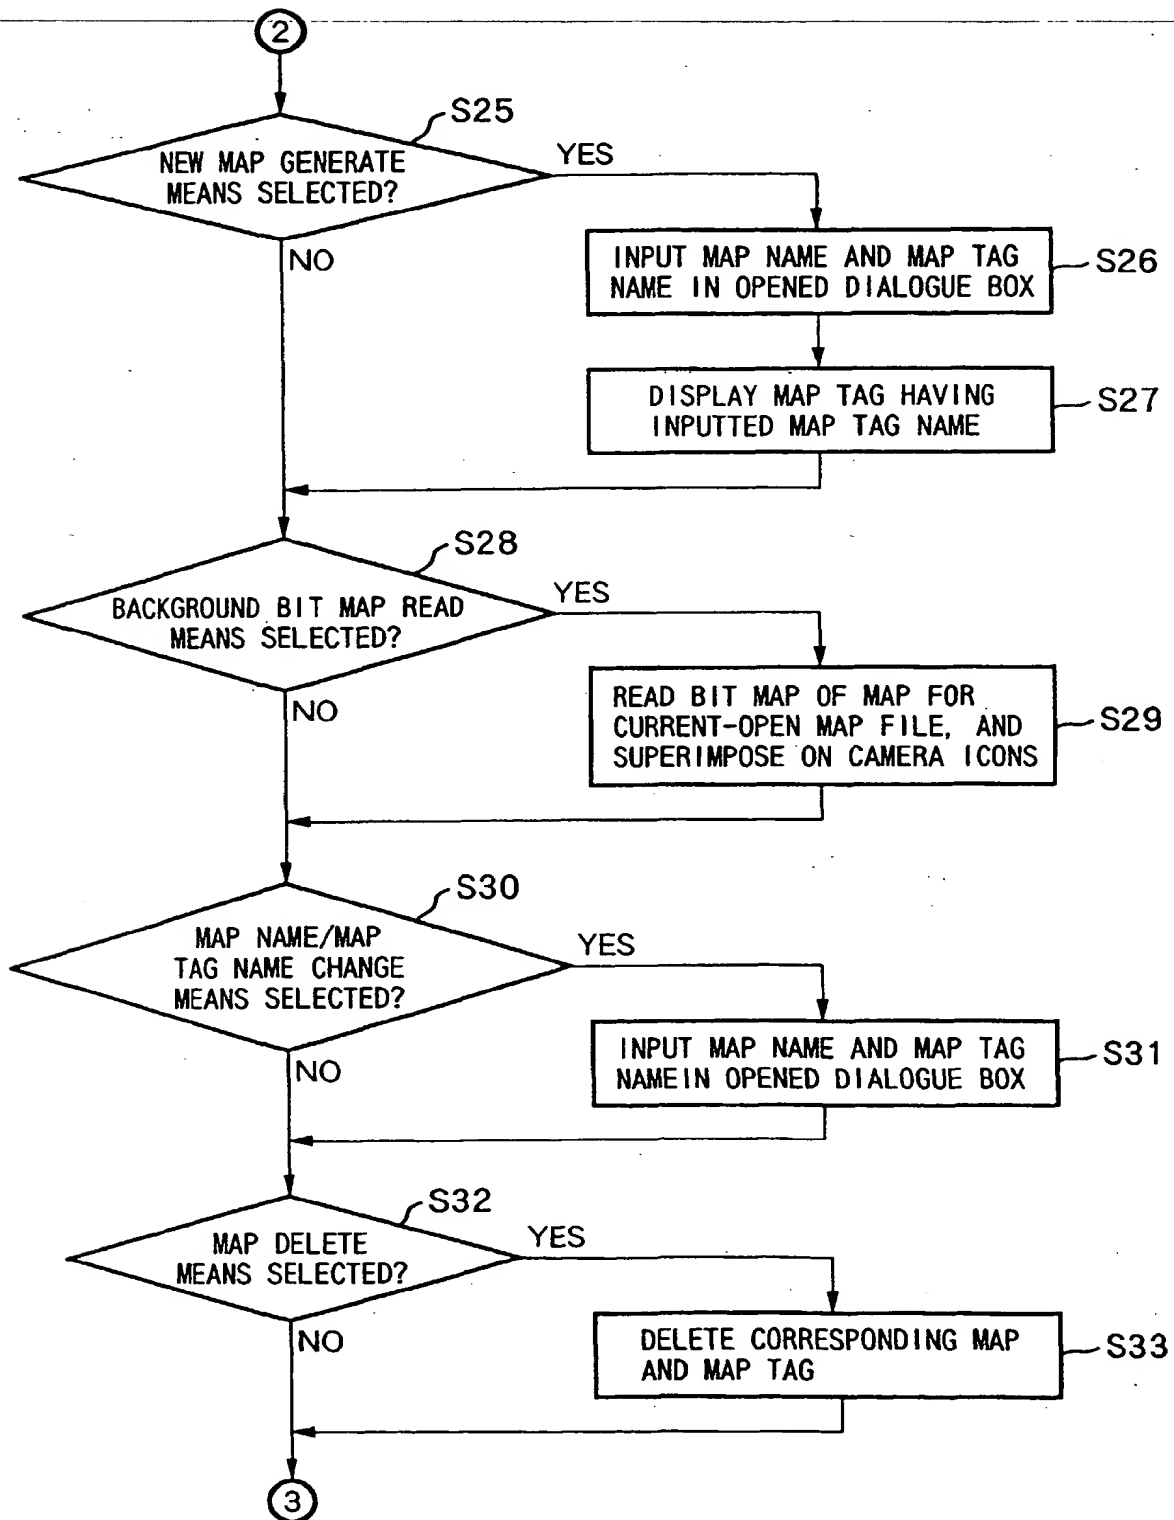 2
S25
NEW MAP GENERATE
MEANS SELECTED?
YES
NO
INPUT MAP NAME AND MAP TAG
NAME IN OPENED DIALOGUE BOX
S26
DISPLAY MAP TAG HAVING
INPUTTED MAP TAG NAME
S27
S28
BACKGROUND BIT MAP READ
MEANS SELECTED?
YES
NO
READ BIT MAP OF MAP FOR
CURRENT-OPEN MAP FILE, AND
SUPERIMPOSE ON CAMERA ICONS
S29
S30
MAP NAME/MAP
TAG NAME CHANGE
MEANS SELECTED?
YES
NO
INPUT MAP NAME AND MAP TAG
NAMEIN OPENED DIALOGUE BOX
S31
S32
MAP DELETE
MEANS SELECTED?
YES
NO
DELETE CORRESPONDING MAP
AND MAP TAG
S33
3